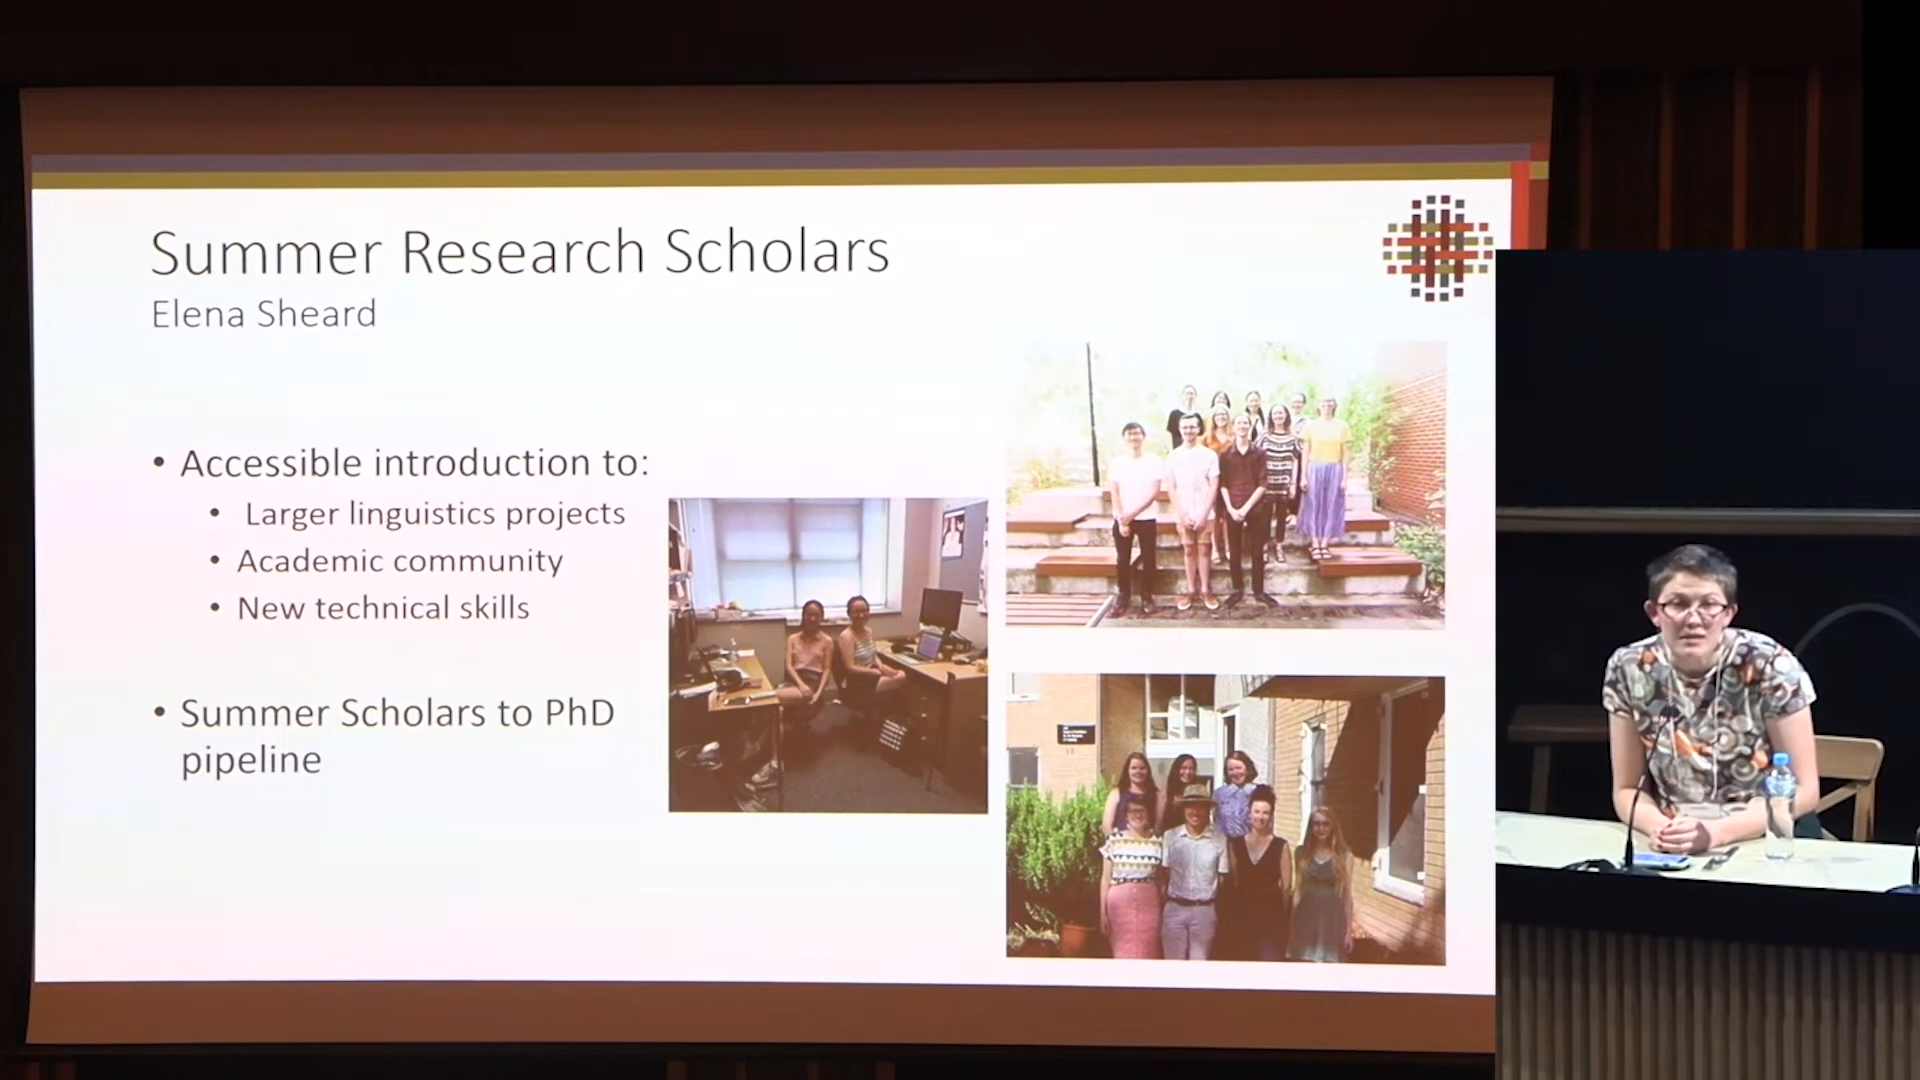 Summer Research Scholars
Elena Sheard
• Accessible introduction to:
• Larger linguistics projects
• Academic community
• New technical skills
• Summer Scholars to PhD
pipeline